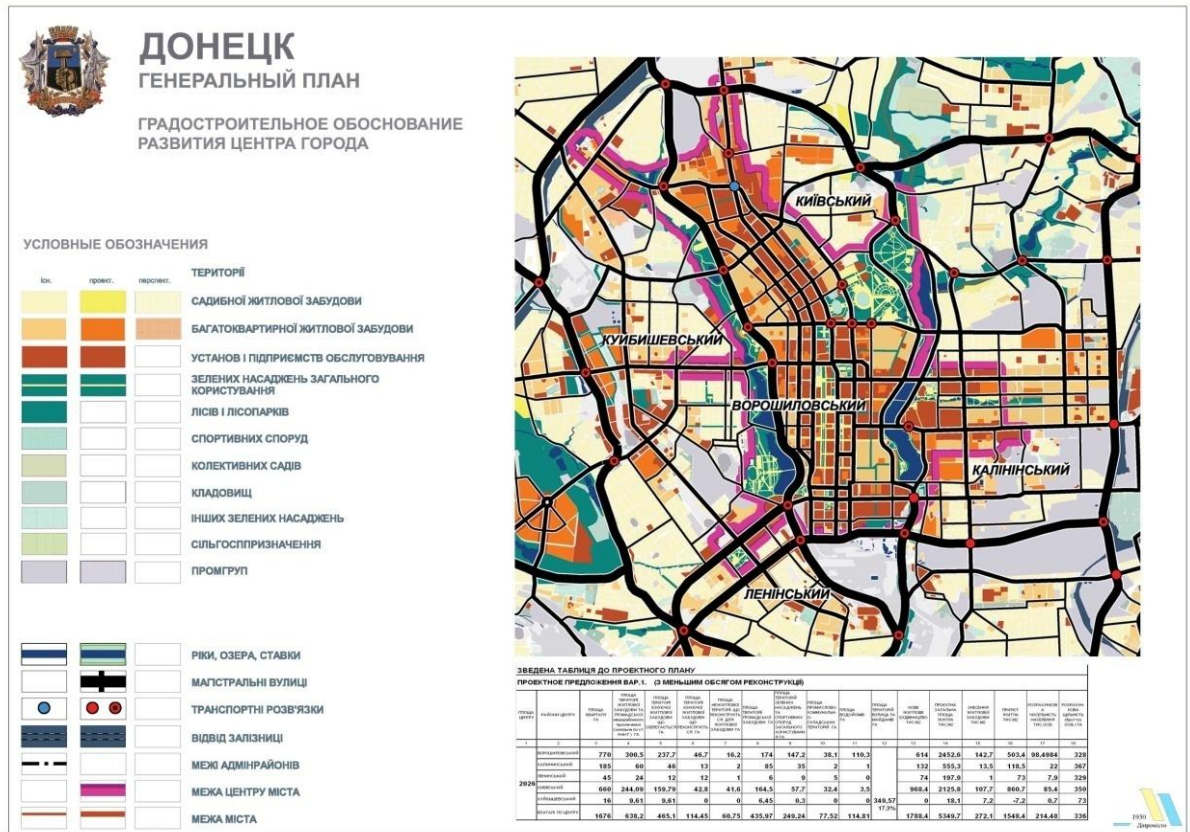 ДОНЕЦК
ГЕНЕРАЛЬНЫЙ ПЛАН
ГРАДОСТРОИТЕЛЬНОЕ ОБОСНОВАНИЕ
РАЗВИТИЯ ЦЕНТРА ГОРОДА
УСЛОВНЫЕ ОБОЗНАЧЕНИЯ
існ. проект. перспект. ТЕРИТОРІЇ
САДИБНОЇ ЖИТЛОВОЇ ЗАБУДОВИ
БАГАТОКВАРТИРНОЇ ЖИТЛОВОЇ ЗАБУДОВИ
УСТАНОВ І ПІДПРИЄМСТВ ОБСЛУГОВУВАННЯ
ЗЕЛЕНИХ НАСАДЖЕНЬ ЗАГАЛЬНОГО
КОРИСТУВАННЯ
ЛІСІВ І ЛІСОПАРКІВ
СПОРТИВНИХ СПОРУД
КОЛЕКТИВНИХ САДІВ
КЛАДОВИЩ
ІНШИХ ЗЕЛЕНИХ НАСАДЖЕНЬ
СІЛЬГОСППРИЗНАЧЕННЯ
ПРОМГРУП
РІКИ, ОЗЕРА, СТАВКИ
МАГІСТРАЛЬНІ ВУЛИЦІ
ТРАНСПОРТНІ РОЗВ'ЯЗКИ
ВІДВІД ЗАЛІЗНИЦІ
МЕЖІ АДМІНРАЙОНІВ
МЕЖА ЦЕНТРУ МІСТА
МЕЖА МІСТА
КИЇВСЬКИЙ
КУЙБИШЕВСЬКИЙ
ВОРОШИЛОВСЬКИЙ
КАЛІНІНСЬКИЙ
ЛЕНІНСЬКИЙ
ЗВЕДЕНА ТАБЛИЦЯ ДО ПРОЕКТНОГО ПЛАНУ
ПРОЕКТНОЕ ПРЕДЛОЖЕНИЕ ВАР.1. (З МЕНЬШИМ ОБСЯГОМ РЕКОНСТРУКЦІЇ)
770 300,5 237,7 46,7 16,2 174 147,2 38,1 110,3 614 2452,6 142,7 503,4 98,4984 328
185 60 46 13 2 85 35 2 1 132 555,3 13,5 118,5 22 367
45 24 12 12 1 6 9 5 0 74 197,9 1 73 7,9 329
2026
660 244,09 159,79 42,8 41,6 164,5 57,7 32,4 3,5 968,4 2125,8 107,7 860,7 85,4 350
16 9,61 9,61 0 0 6,45 0,3 0 0 349,57 0 18,1 7,2 -7,2 0,7 73
17,3%
1676 638,2 465,1 114,45 60,75 435,97 249,24 77,52 114,81 1788,4 5349,7 272,1 1548,4 214,48 336
1930
Діпромісто